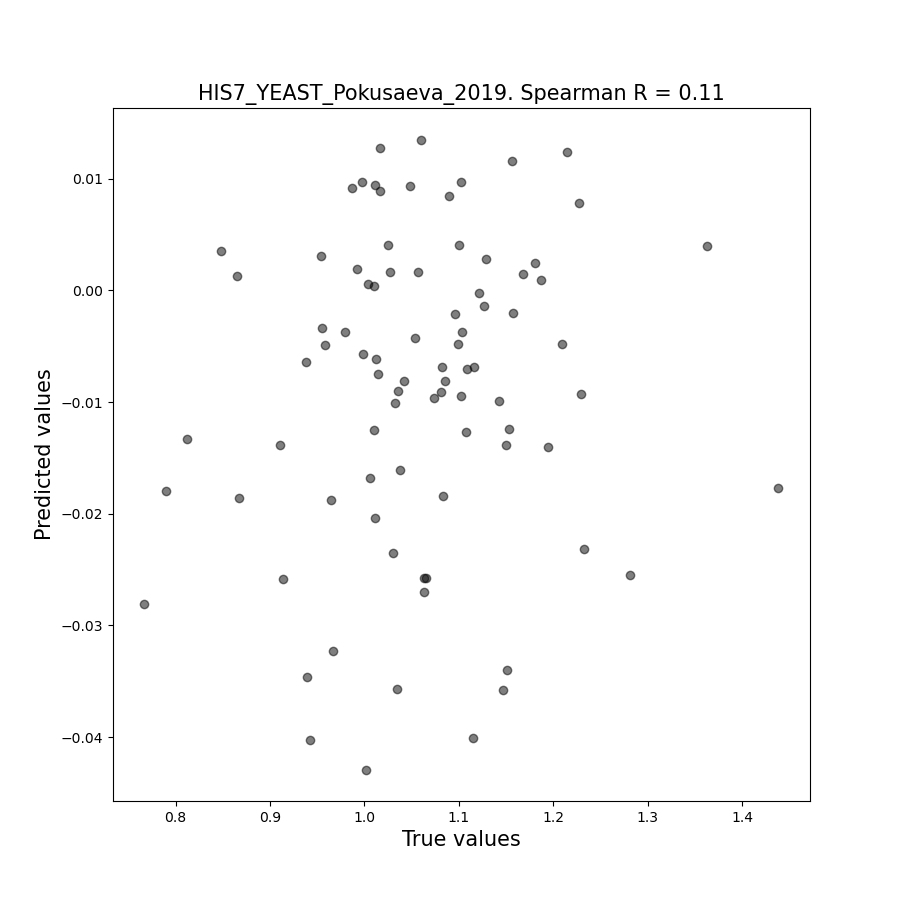 HIS7_YEAST_Pokusaeva_2019. Spearman R = 0.11
0.01
0.00
−0.01
−0.02
−0.03
−0.04
Predicted values
0.8 0.9 1.0 1.1 1.2 1.3 1.4
True values